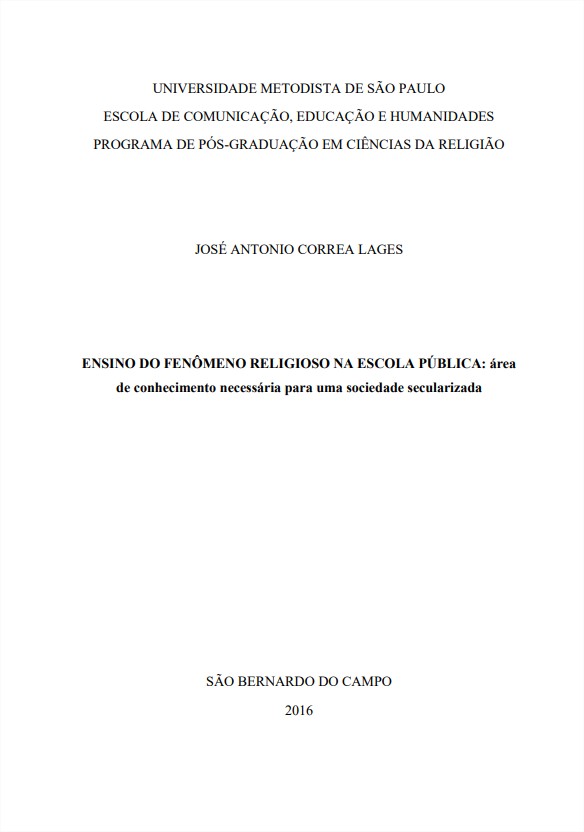 UNIVERSIDADE METODISTA DE SÃO PAULO
ESCOLA DE COMUNICAÇÃO, EDUCAÇÃO E HUMANIDADES
PROGRAMA DE PÓS-GRADUAÇÃO EM CIÊNCIAS DA RELIGIÃO
JOSÉ ANTONIO CORREA LAGES
ENSINO DO FENÔMENO RELIGIOSO NA ESCOLA PÚBLICA: área
de conhecimento necessária para uma sociedade secularizada
SÃO BERNARDO DO CAMPO
2016